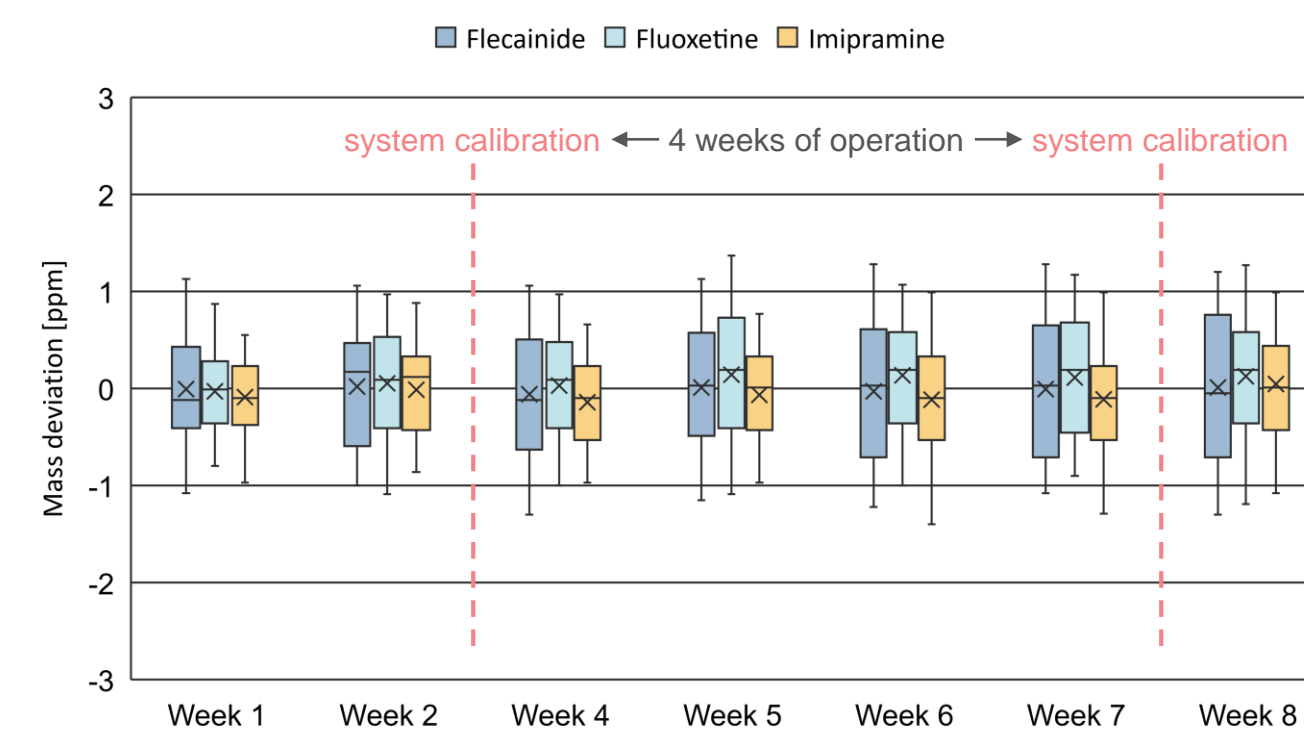 Flecainide Fluoxetine Imipramine
3
system calibration 4 weeks of operation system calibration
2
1
0
-1
-2
-3
Mass deviation [ppm]
Week 1 Week 2 Week 4 Week 5 Week 6 Week 7 Week 8